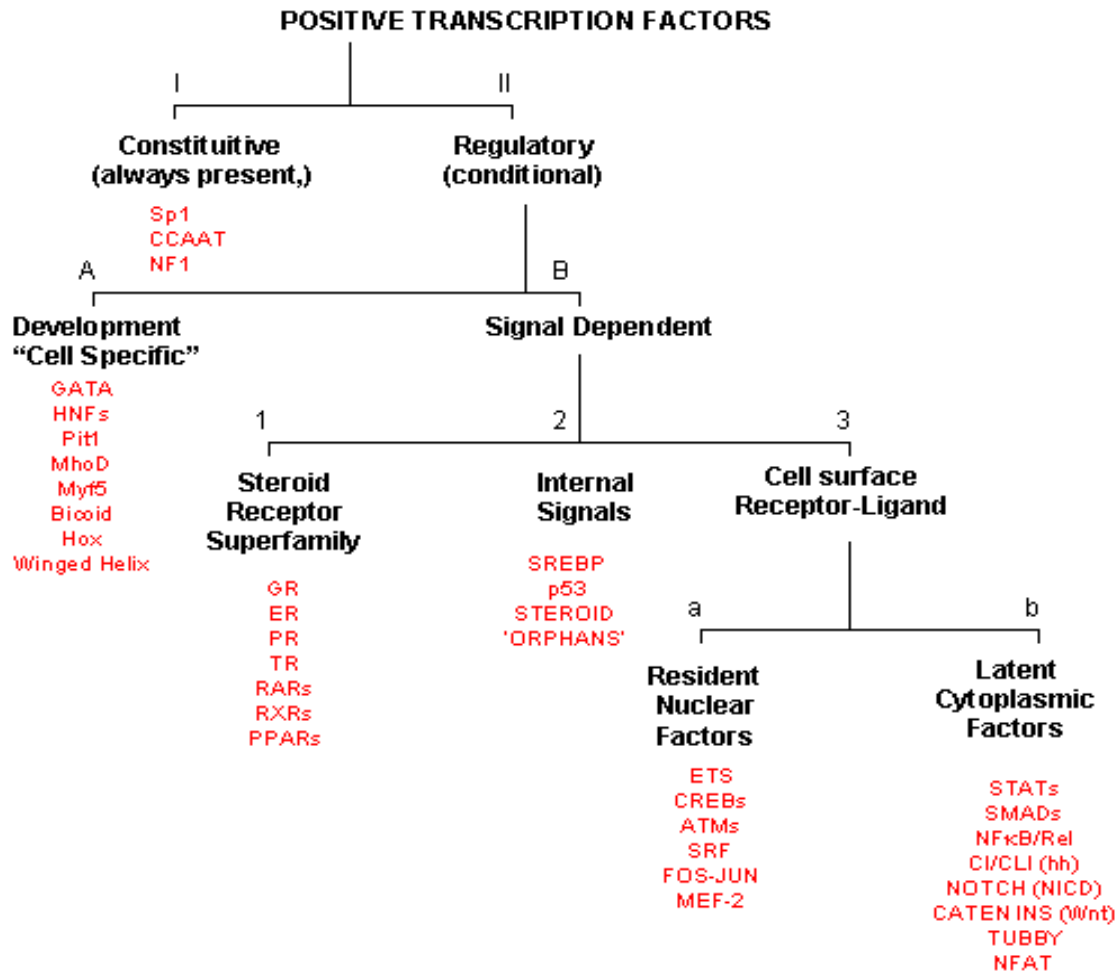 POSITIVE TRANSCRIPTION FACTORS
I
II
Constituitive
(always present,)
Sp1
CCAAT
NF1
Regulatory
(conditional)
A
B
Development
“Cell Specific”
GATA
HNFs
Pit1
MhoD
Myf5
Bicoid
Hox
Winged Helix
Signal Dependent
1
2
3
Steroid
Receptor
Superfamily
GR
ER
PR
TR
RARs
RXRs
PPARs
Internal
Signals
SREBP
p53
STEROID
'ORPHANS'
Cell surface
Receptor-Ligand
a
b
Resident
Nuclear
Factors
ETS
CREBs
ATMs
SRF
FOS-JUN
MEF-2
Latent
Cytoplasmic
Factors
STATs
SMADs
NFκB/Rel
CI/CLI (hh)
NOTCH (NICD)
CATENINS (Wnt)
TUBBY
NFAT